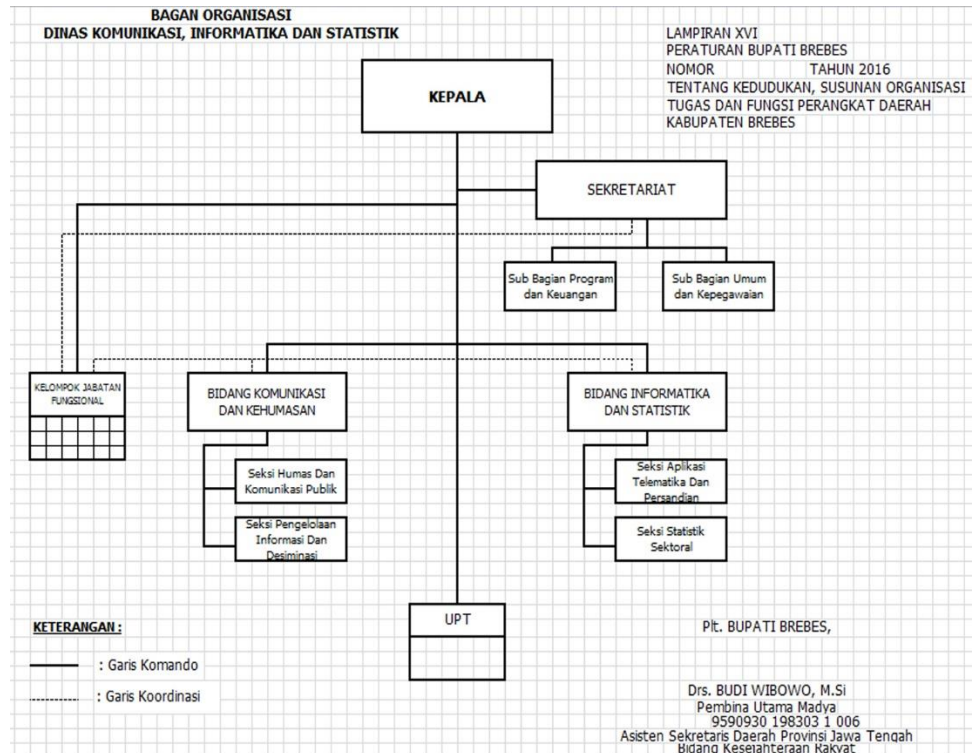 BAGAN ORGANISASI
DINAS KOMUNIKASI, INFORMATIKA DAN STATISTIK
LAMPIRAN XVI
PERATURAN BUPATI BREBES
NOMOR TAHUN 2016
TENTANG KEDUDUKAN, SUSUNAN ORGANISASI
TUGAS DAN FUNGSI PERANGKAT DAERAH
KABUPATEN BREBES
KEPALA
SEKRETARIAT
Sub Bagian Program
dan Keuangan
Sub Bagian Umum
dan Kepegawaian
KELOMPOK JABATAN
FUNGSIONAL
BIDANG KOMUNIKASI
DAN KEHUMASAN
BIDANG INFORMATIKA
DAN STATISTIK
Seksi Humas Dan
Komunikasi Publik
Seksi Pengelolaan
Informasi Dan
Desiminasi
Seksi Aplikasi
Telematika Dan
Persandian
Seksi Statistik
Sektoral
UPT
KETERANGAN :
: Garis Komando
: Garis Koordinasi
Plt. BUPATI BREBES,
Drs. BUDI WIBOWO, M.Si
Pembina Utama Madya
9590930 198303 1 006
Asisten Sekretaris Daerah Provinsi Jawa Tengah
Bidang Kesejahteraan Rakyat